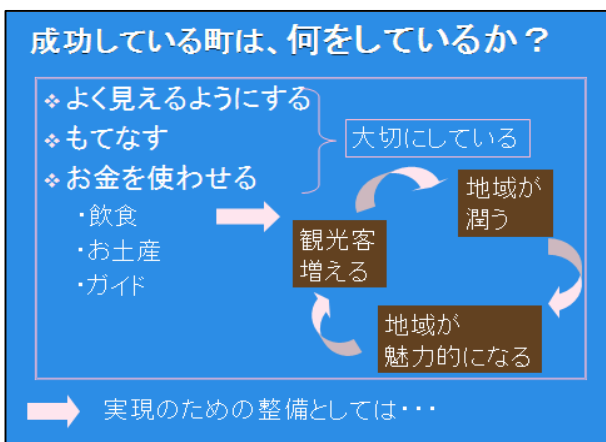 成功している町は、何をしているか？
❖よく見えるようにする
❖もてなす
❖お金を使わせる
・飲食
・お土産
・ガイド
大切にしている
観光客
増える
地域が
潤う
地域が
魅力的になる
実現のための整備としては・・・